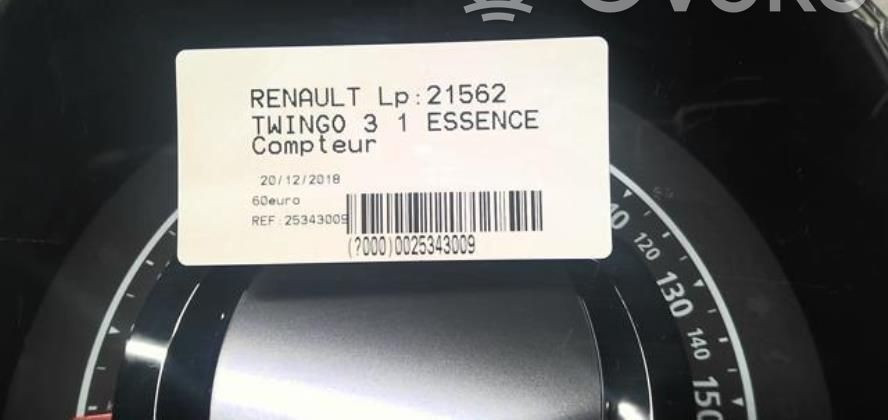 RENAULT Lp:21562
TWINGO 3 1 ESSENCE
Compteur
20/12/2018
60euro
REF:25343009
(?000)0025343009
120
130
140
150